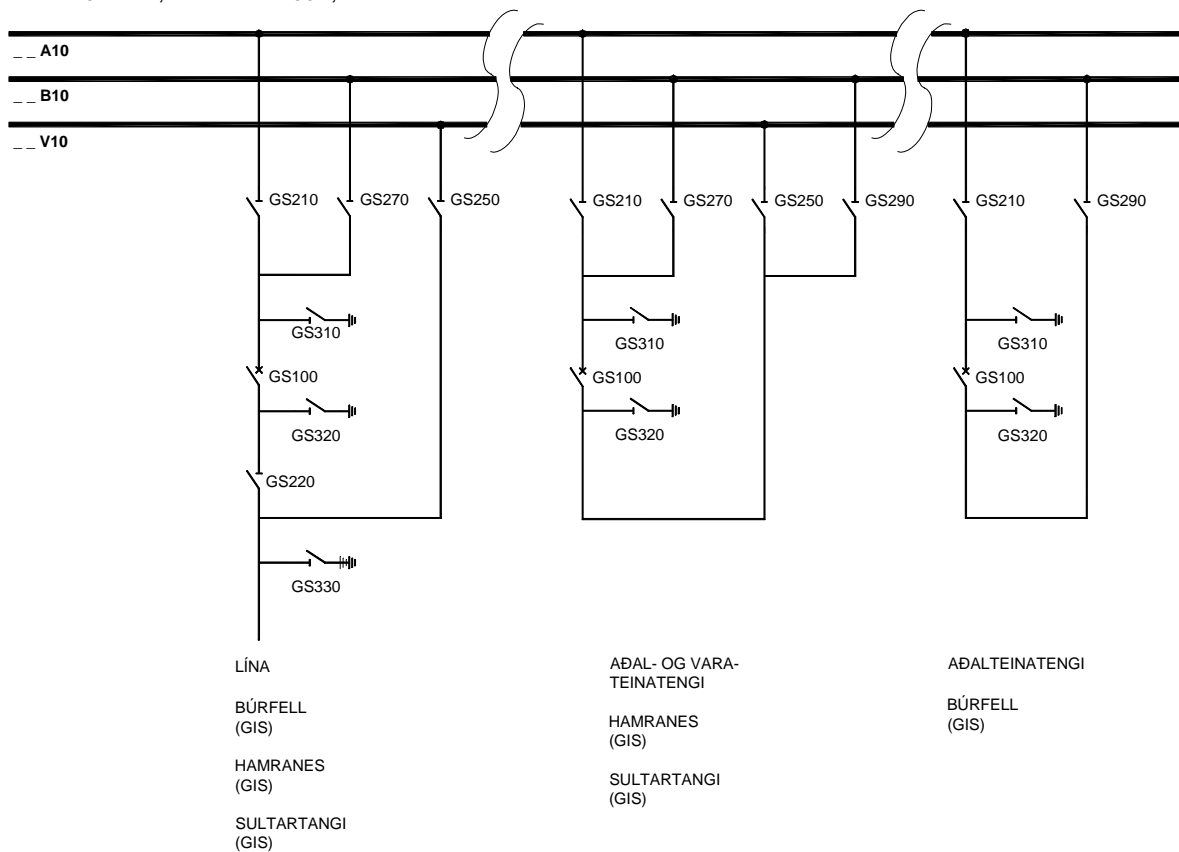 _ _ A10
_ _ B10
_ _ V10
GS210 GS270 GS250 GS210 GS270 GS250 GS290 GS210 GS290
GS310 GS310 GS310
GS100 GS100 GS100
GS320 GS320 GS320
GS220
GS330
LÍNA
BÚRFELL
(GIS)
HAMRANES
(GIS)
SULTARTANGI
(GIS)
AÐAL- OG VARA-
TEINATENGI
HAMRANES
(GIS)
SULTARTANGI
(GIS)
AÐALTEINATENGI
BÚRFELL
(GIS)